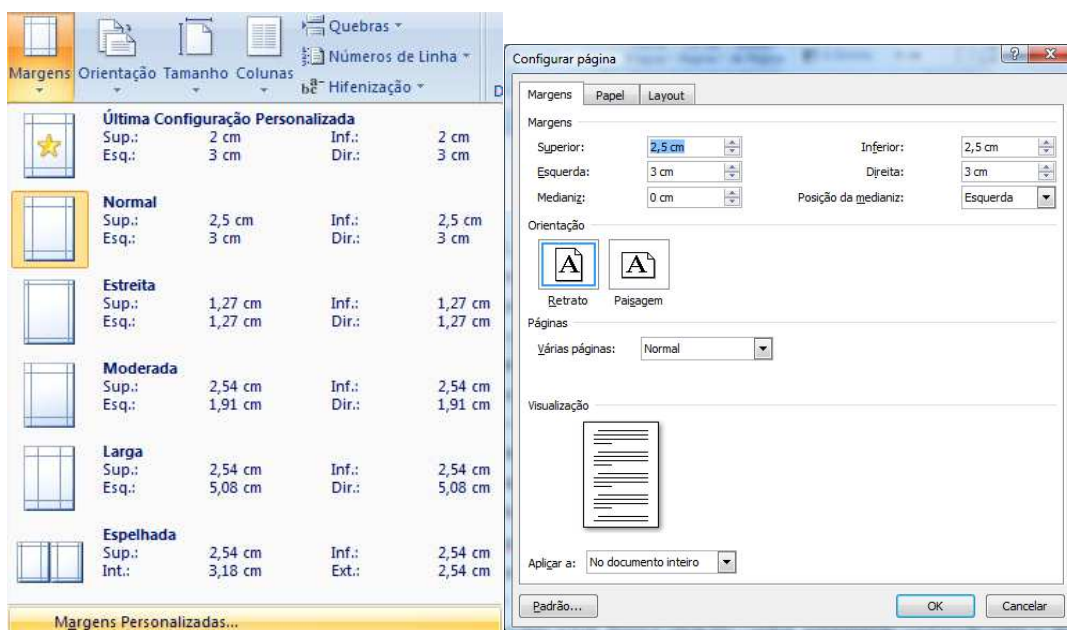 Quebras
Números de Linha
Hifenização
Margens Orientação Tamanho Colunas
Última Configuração Personalizada
Sup.: 2 cm Inf.: 2 cm
Esq.: 3 cm Dir.: 3 cm
Normal
Sup.: 2,5 cm Inf.: 2,5 cm
Esq.: 3 cm Dir.: 3 cm
Estreita
Sup.: 1,27 cm Inf.: 1,27 cm
Esq.: 1,27 cm Dir.: 1,27 cm
Moderada
Sup.: 2,54 cm Inf.: 2,54 cm
Esq.: 1,91 cm Dir.: 1,91 cm
Larga
Sup.: 2,54 cm Inf.: 2,54 cm
Esq.: 5,08 cm Dir.: 5,08 cm
Espelhada
Sup.: 2,54 cm Inf.: 2,54 cm
Int.: 3,18 cm Ext.: 2,54 cm
Margens Personalizadas...
Configurar página
Margens Papel Layout
Margens
Superior: 2,5 cm Inferior: 2,5 cm
Esquerda: 3 cm Direita: 3 cm
Medianiz: 0 cm Posição da medianiz: Esquerda
Orientação
A A
Retrato Paisagem
Páginas
Várias páginas: Normal
Visualização
Aplicar a: No documento inteiro
Padrão... OK Cancelar